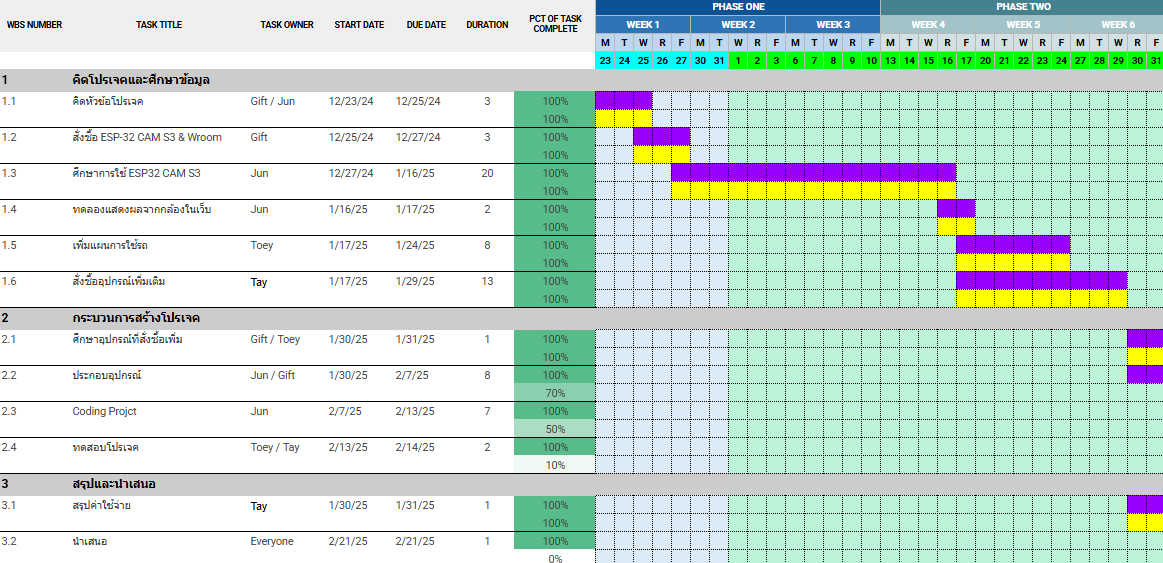 WBS NUMBER TASK TITLE TASK OWNER START DATE DUE DATE DURATION PCT OF TASK COMPLETE
PHASE ONE PHASE TWO
WEEK 1 WEEK 2 WEEK 3 WEEK 4 WEEK 5 WEEK 6
M T W R F M T W R F M T W R F M T W R F M T W R F M T W R F
23 24 25 26 27 30 31 1 2 3 6 7 8 9 10 13 14 15 16 17 20 21 22 23 24 27 28 29 30 31
1 คิดโปรเจคและศึกษาข้อมูล
1.1 คิดหัวข้อโปรเจค Gift / Jun 12/23/24 12/25/24 3 100%
100%
1.2 สั่งซื้อ ESP-32 CAM S3 & Wroom Gift 12/25/24 12/27/24 3 100%
100%
1.3 ศึกษาการใช้ ESP32 CAM S3 Jun 12/27/24 1/16/25 20 100%
100%
1.4 ทดลองแสดงผลจากกล้องในเว็บ Jun 1/16/25 1/17/25 2 100%
100%
1.5 เพิ่มแผนการใช้รถ Toey 1/17/25 1/24/25 8 100%
100%
1.6 สั่งซื้ออุปกรณ์เพิ่มเติม Tay 1/17/25 1/29/25 13 100%
100%
2 กระบวนการสร้างโปรเจค
2.1 ศึกษาอุปกรณ์ที่สั่งซื้อเพิ่ม Gift / Toey 1/30/25 1/31/25 1 100%
100%
2.2 ประกอบอุปกรณ์ Jun / Gift 1/30/25 2/7/25 8 100%
70%
2.3 Coding Projct Jun 2/7/25 2/13/25 7 100%
50%
2.4 ทดสอบโปรเจค Toey / Tay 2/13/25 2/14/25 2 100%
10%
3 สรุปและนำเสนอ
3.1 สรุปค่าใช้จ่าย Tay 1/30/25 1/31/25 1 100%
100%
3.2 นำเสนอ Everyone 2/21/25 2/21/25 1 100%
0%